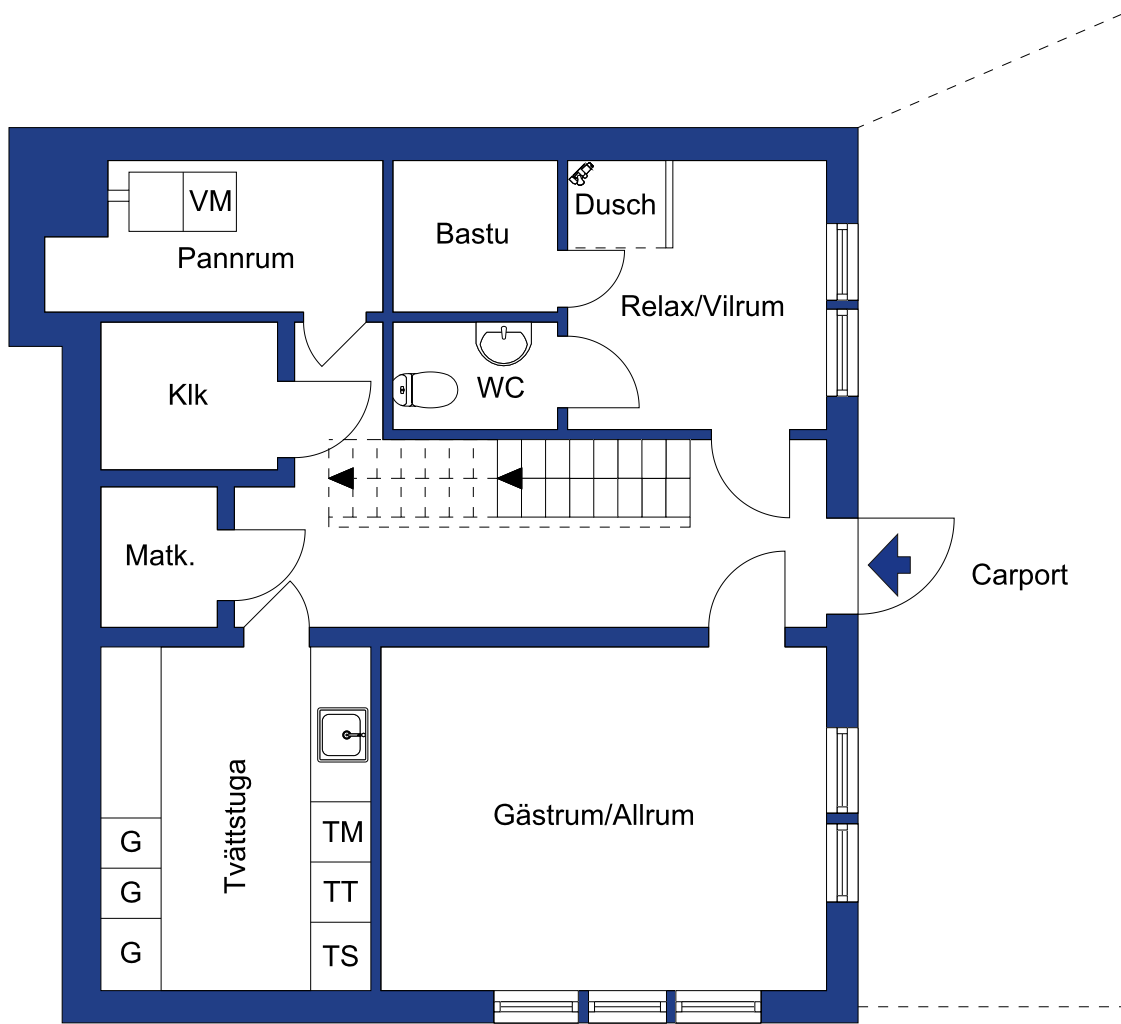 VM
Dusch
Bastu
Pannrum
Relax/Vilrum
Klk
WC
Matk.
Carport
Tvättstuga
Gästrum/Allrum
G
TM
G
TT
G
TS